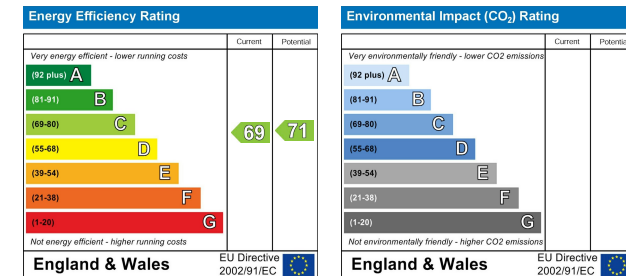 Energy Efficiency Rating
Current Potential
Very energy efficient - lower running costs
(92 plus) A
(81-91) B
(69-80) C
(55-68) D
(39-54) E
(21-38) F
(1-20) G
69 71
Not energy efficient - higher running costs
England & Wales
EU Directive
2002/91/EC
Environmental Impact (CO₂) Rating
Current Potential
Very environmentally friendly - lower CO2 emissions
(92 plus) A
(81-91) B
(69-80) C
(55-68) D
(39-54) E
(21-38) F
(1-20) G
Not environmentally friendly - higher CO2 emissions
England & Wales
EU Directive
2002/91/EC